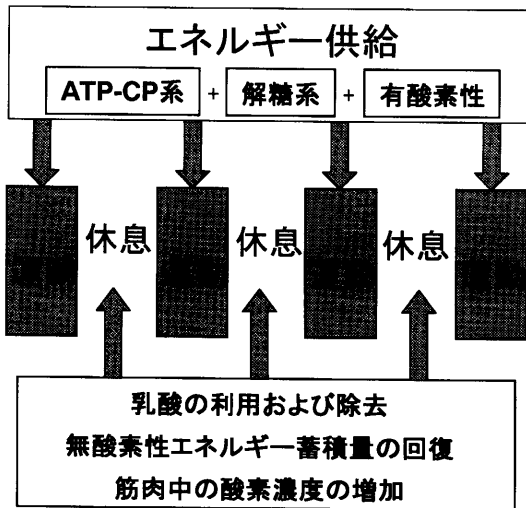 エネルギー供給
ATP-CP系 + 解糖系 + 有酸素性
休息 休息 休息
乳酸の利用および除去
無酸素性エネルギー蓄積量の回復
筋肉中の酸素濃度の増加